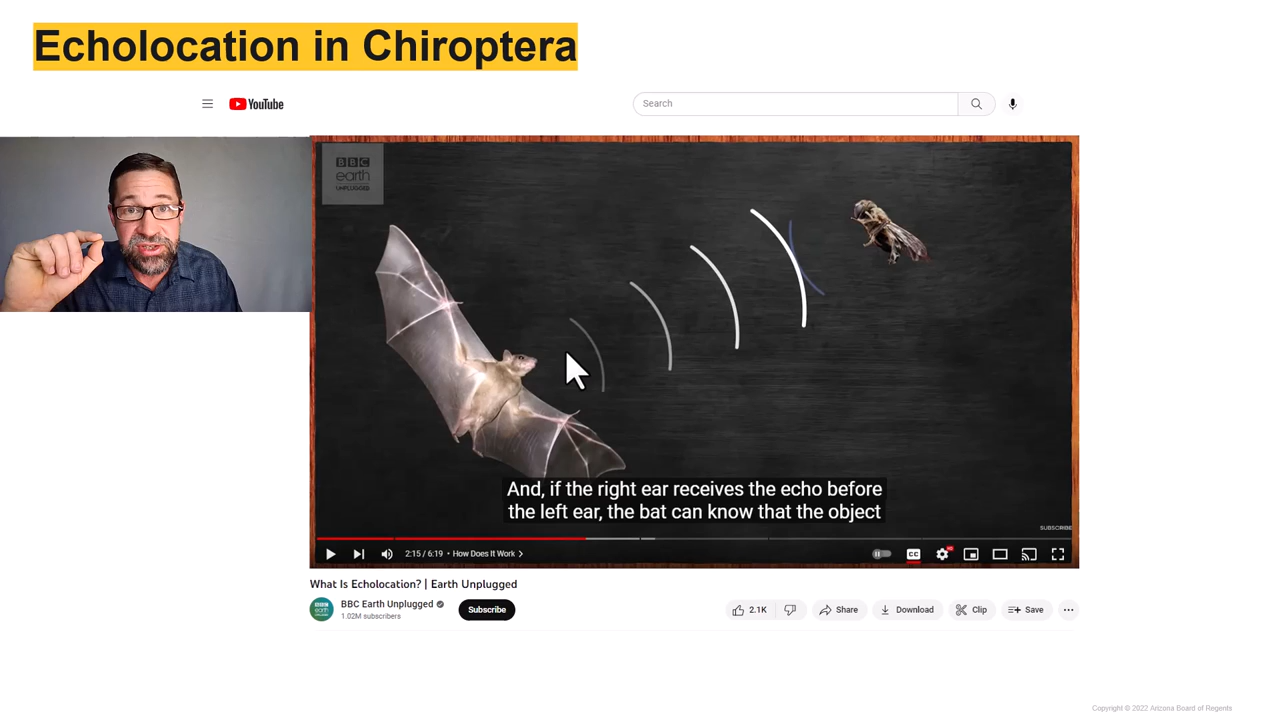 Echolocation in Chiroptera
YouTube
Search
BBC
earth
UNPLUGGED
And, if the right ear receives the echo before
the left ear, the bat can know that the object
SUBSCRIBE
2:15 / 6:19 • How Does It Work
CC
HD
What Is Echolocation? | Earth Unplugged
BBC Earth Unplugged
1.02M subscribers
Subscribe
2.1K
Share
Download
Clip
Save
Copyright © 2022 Arizona Board of Regents